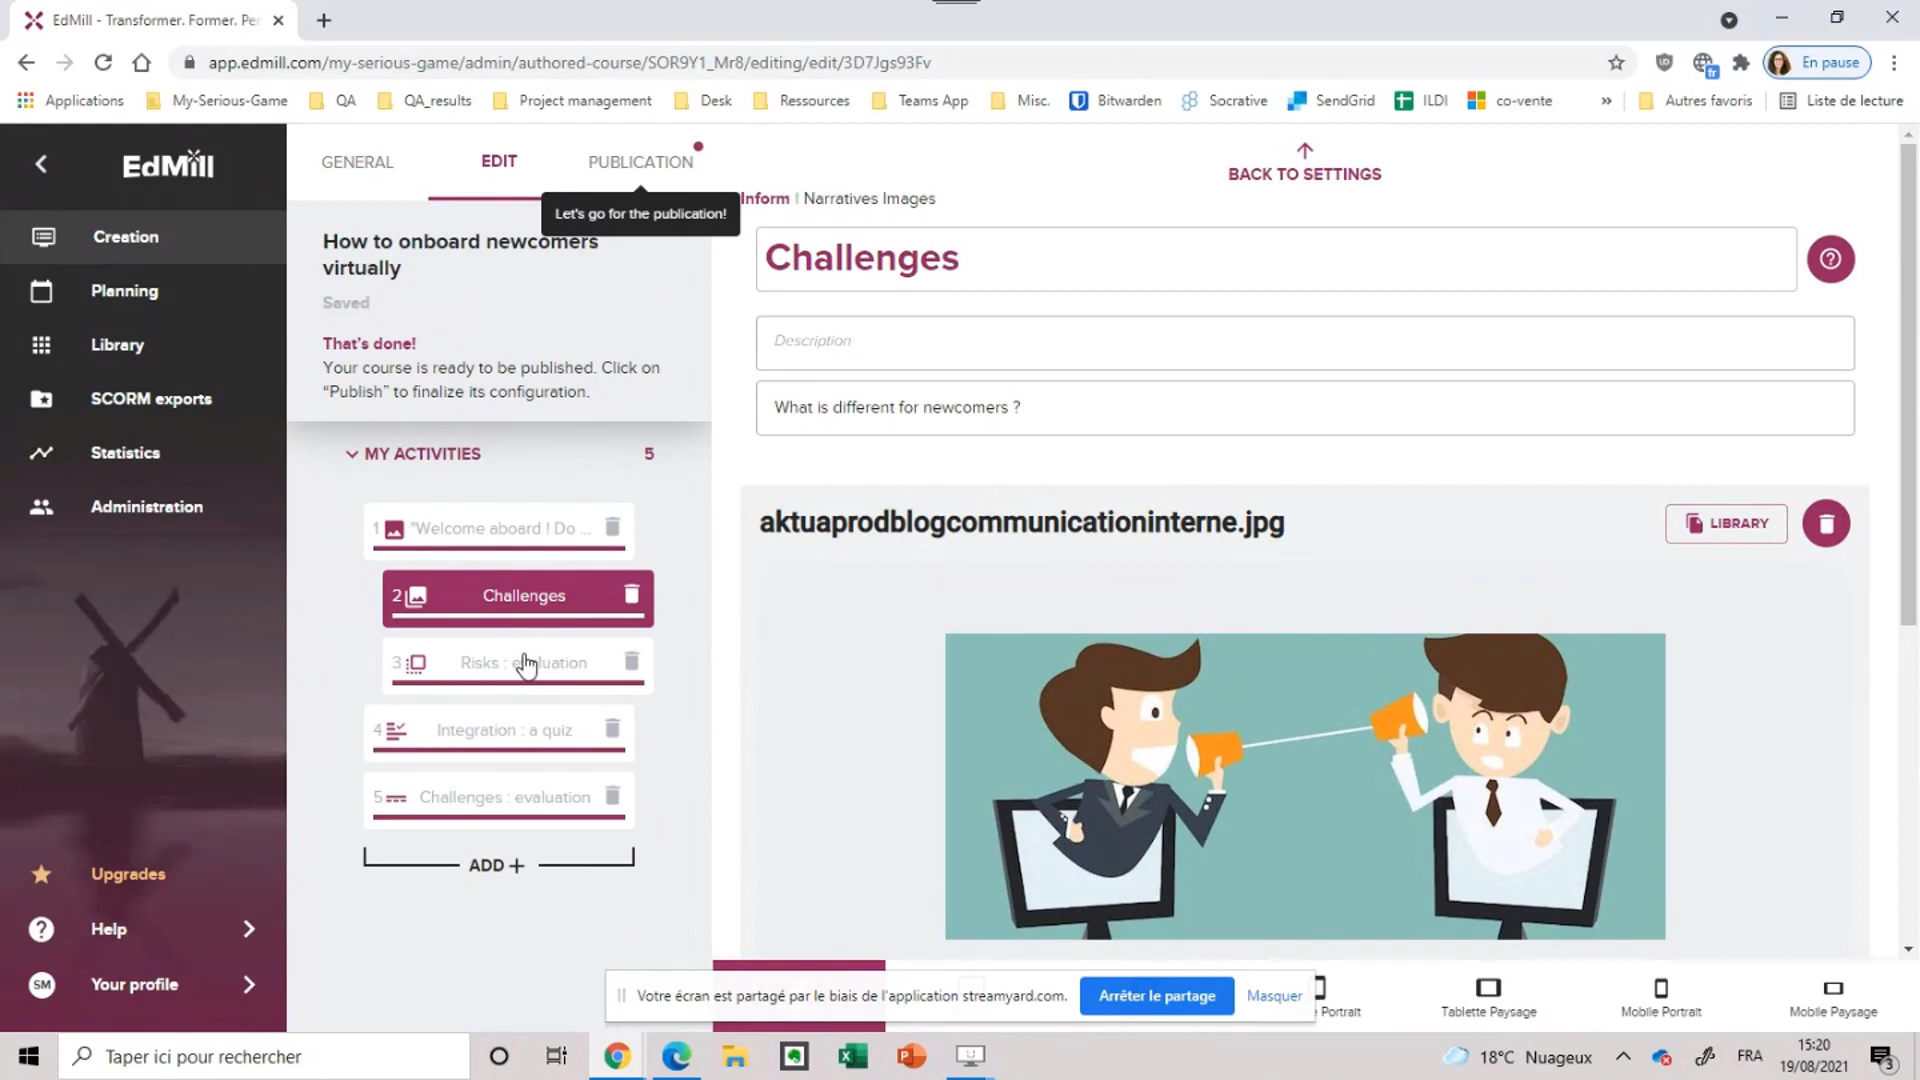 EdMill - Transformer. Former. Pe
app.edmill.com/my-serious-game/admin/authored-course/SOR9Y1_Mr8/editing/edit/3D7Jgs93Fv
fr
En pause
Applications
My-Serious-Game
QA
QA_results
Project management
Desk
Ressources
Teams App
Misc.
Bitwarden
Socrative
SendGrid
ILDI
co-vente
»
Autres favoris
Liste de lecture
EdMill
Creation
Planning
Library
SCORM exports
Statistics
Administration
Upgrades
Help
SM
Your profile
GENERAL
EDIT
PUBLICATION
Let's go for the publication!
How to onboard newcomers
virtually
Saved
That's done!
Your course is ready to be published. Click on
“Publish” to finalize its configuration.
MY ACTIVITIES 5
1 "Welcome aboard ! Do ...
2 Challenges
3 Risks : evaluation
4 Integration : a quiz
5 Challenges : evaluation
ADD +
BACK TO SETTINGS
Inform | Narratives Images
Challenges
Description
What is different for newcomers ?
aktuaprodblogcommunicationinterne.jpg
LIBRARY
Votre écran est partagé par le biais de l'application streamyard.com.
Arrêter le partage
Masquer
Portrait
Tablette Paysage
Mobile Portrait
Mobile Paysage
Taper ici pour rechercher
18°C Nuageux
FRA
15:20
19/08/2021
3